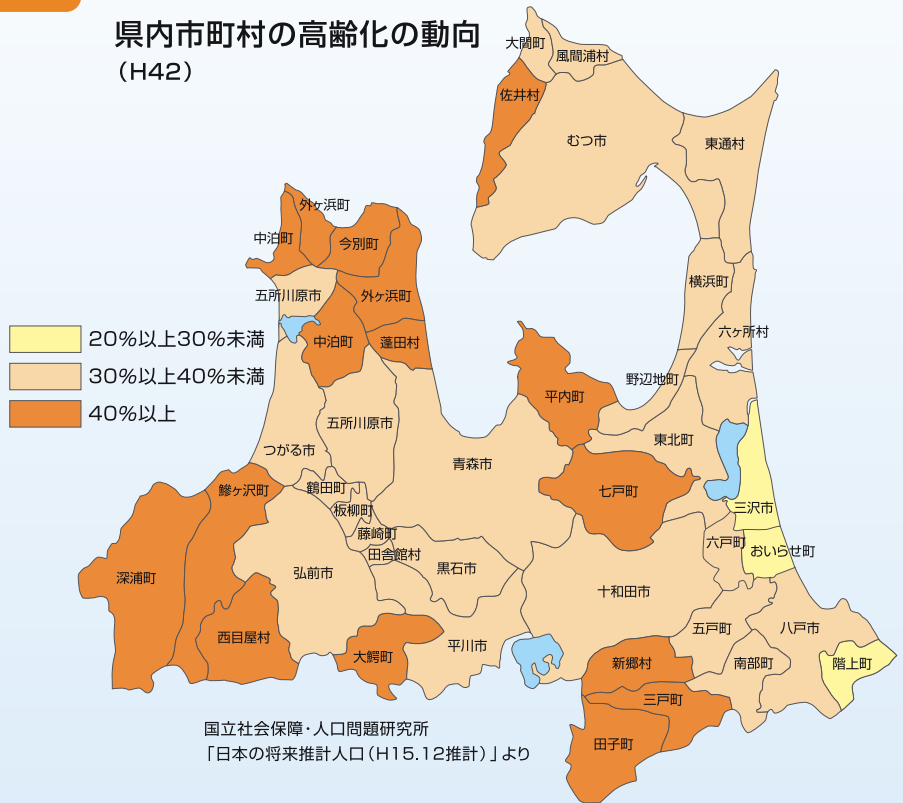 県内市町村の高齢化の動向
（H42）
大間町
風間浦村
佐井村
むつ市
東通村
外ヶ浜町
中泊町
今別町
五所川原市
外ヶ浜町
横浜町
20％以上30％未満
中泊町
蓬田村
六ヶ所村
30％以上40％未満
野辺地町
40％以上
平内町
五所川原市
東北町
つがる市
青森市
鰺ヶ沢町
鶴田町
七戸町
板柳町
三沢市
藤崎町
田舎館村
六戸町
おいらせ町
深浦町
弘前市
黒石市
十和田市
西目屋村
五戸町
八戸市
大鰐町
平川市
新郷村
南部町
階上町
三戸町
国立社会保障・人口問題研究所
田子町
「日本の将来推計人口（H15.12推計）」より